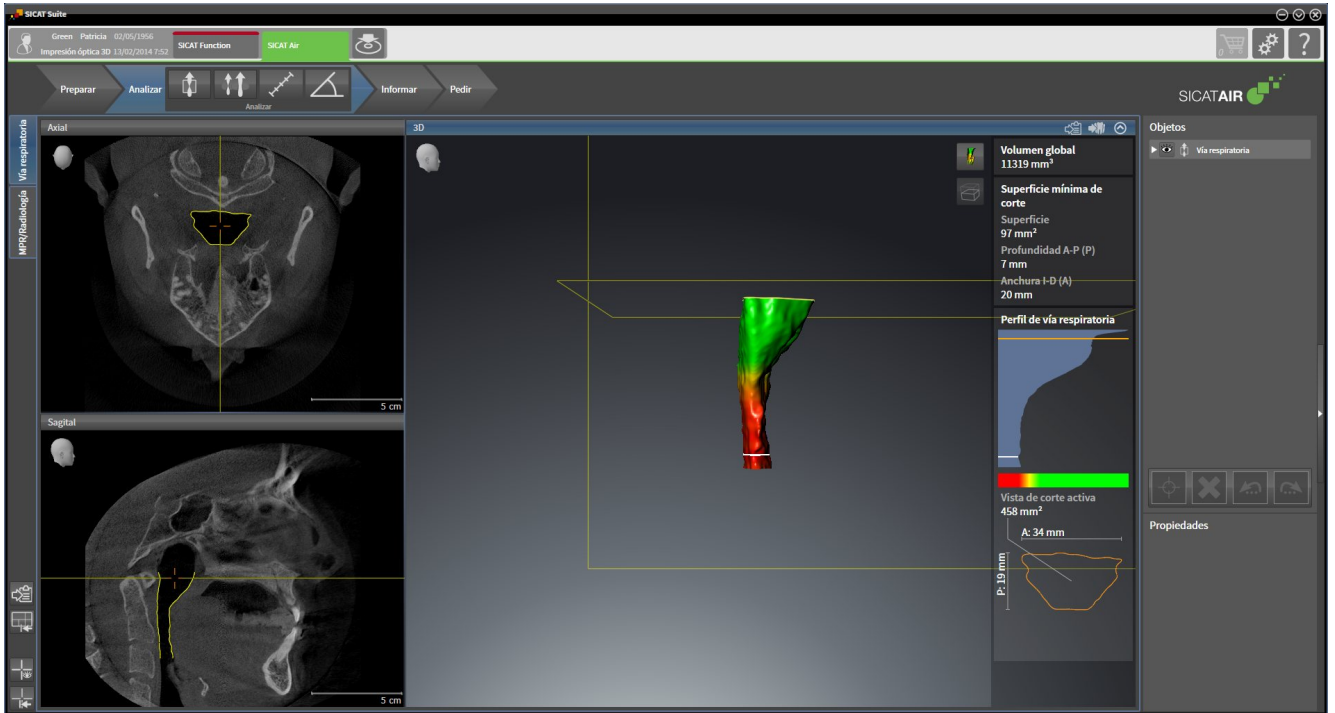 SICAT Suite
Green Patricia 02/05/1956
Impresión óptica 3D 13/02/2014 7:52
SICAT Function
SICAT Air
0
?
Preparar
Analizar
Analizar
Informar
Pedir
SICATAIR
Vía respiratoria
MPR/Radiología
Axial
5 cm
Sagital
5 cm
3D
Volumen global
11319 mm³
Superficie mínima de
corte
Superficie
97 mm²
Profundidad A-P (P)
7 mm
Anchura I-D (A)
20 mm
Perfil de vía respiratoria
Vista de corte activa
458 mm²
A: 34 mm
P: 19 mm
Objetos
Vía respiratoria
Propiedades